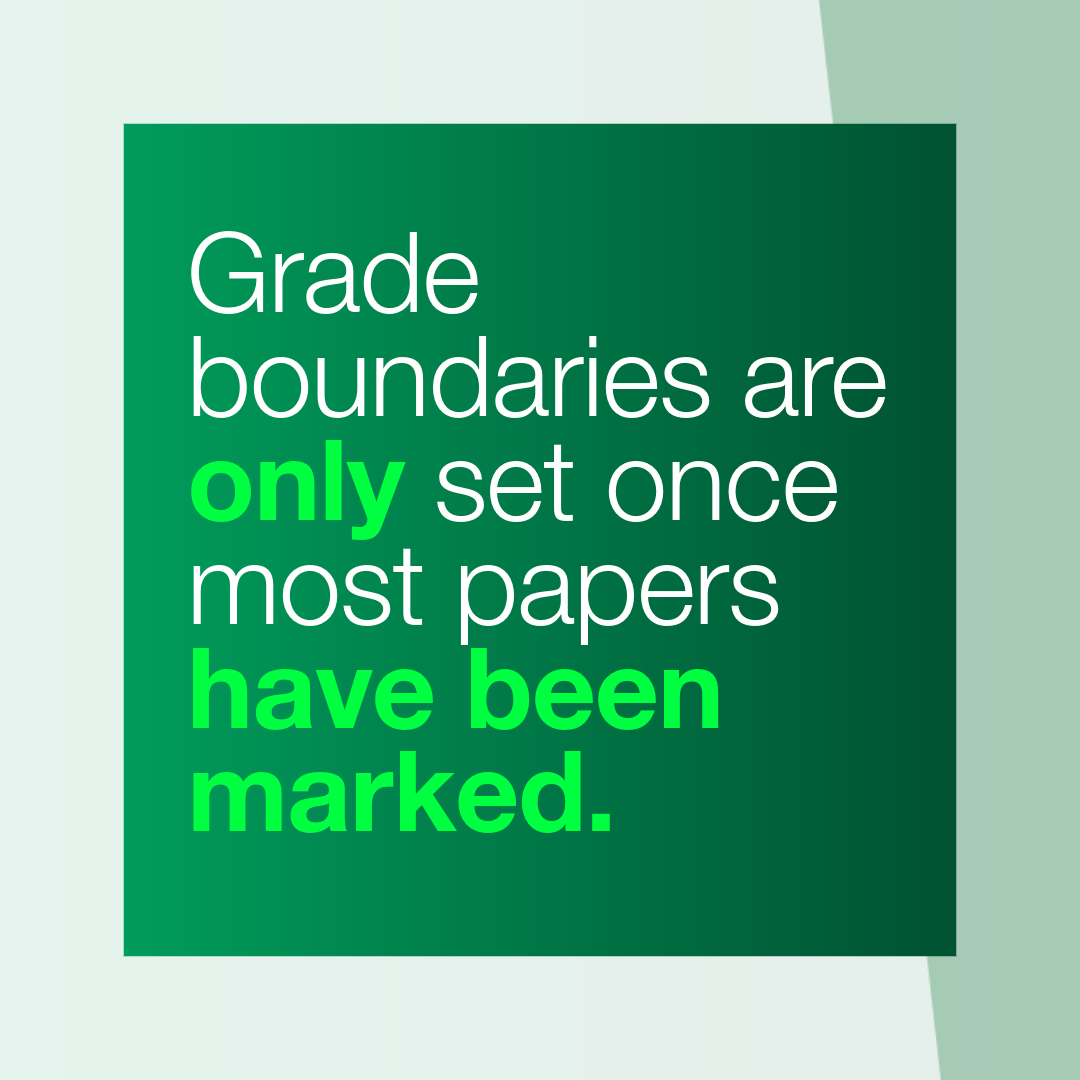 Grade
boundaries are
only set once
most papers
have been
marked.